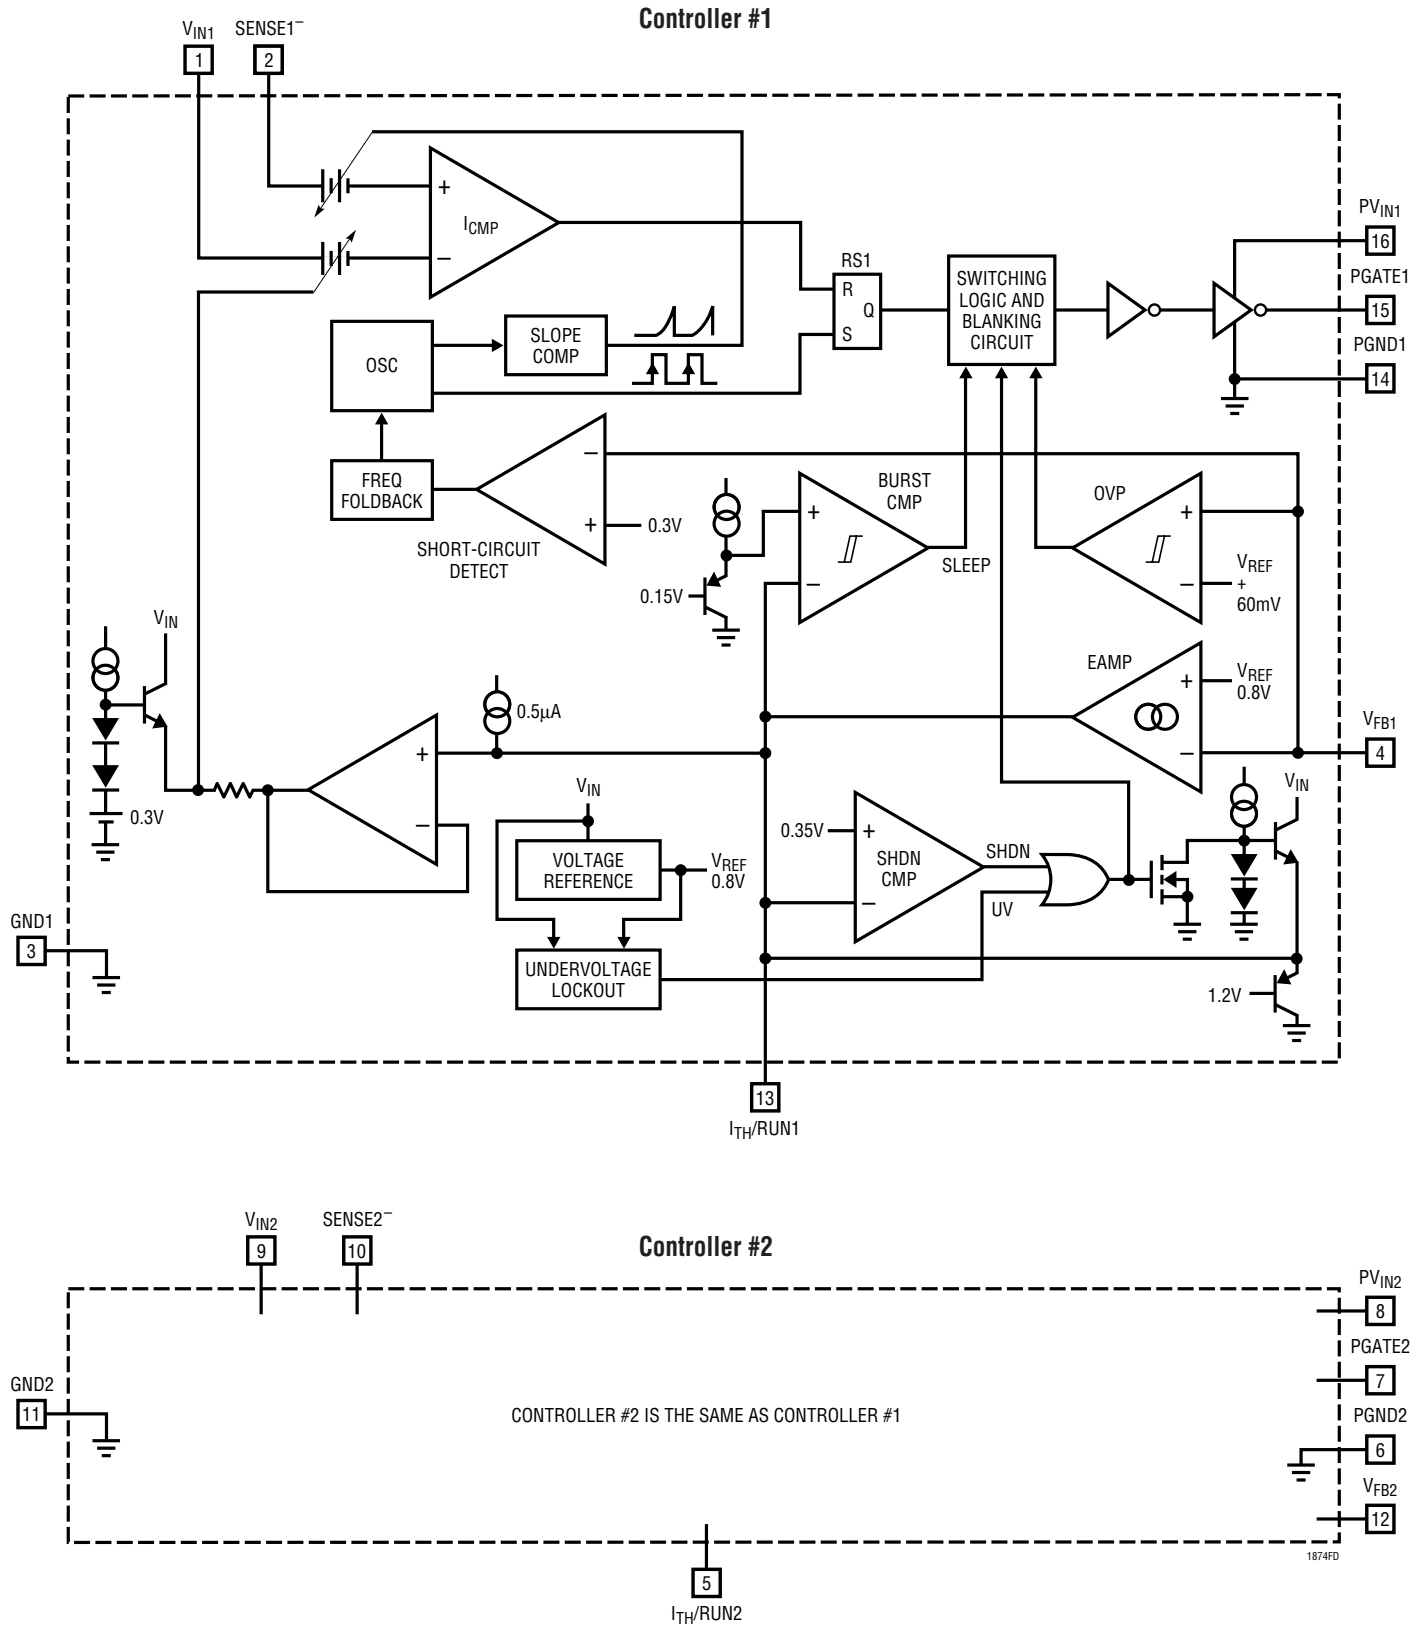 Controller #1
VIN1
SENSE1–
1
2
+
ICMP
–
PVIN1
16
RS1
PGATE1
R
Q
S
SWITCHING
LOGIC AND
BLANKING
CIRCUIT
15
PGND1
14
OSC
SLOPE
COMP
FREQ
FOLDBACK
–
+
0.3V
SHORT-CIRCUIT
DETECT
BURST
CMP
+
–
SLEEP
0.15V
OVP
+
–
VREF
+
60mV
VIN
0.3V
0.5µA
+
–
EAMP
+
VREF
0.8V
–
VFB1
4
VIN
VOLTAGE
REFERENCE
VREF
0.8V
UNDERVOLTAGE
LOCKOUT
0.35V
+
SHDN
CMP
–
SHDN
UV
VIN
1.2V
GND1
3
13
ITH/RUN1
VIN2
SENSE2–
9
10
Controller #2
PVIN2
8
PGATE2
7
GND2
11
CONTROLLER #2 IS THE SAME AS CONTROLLER #1
PGND2
6
VFB2
12
1874FD
5
ITH/RUN2